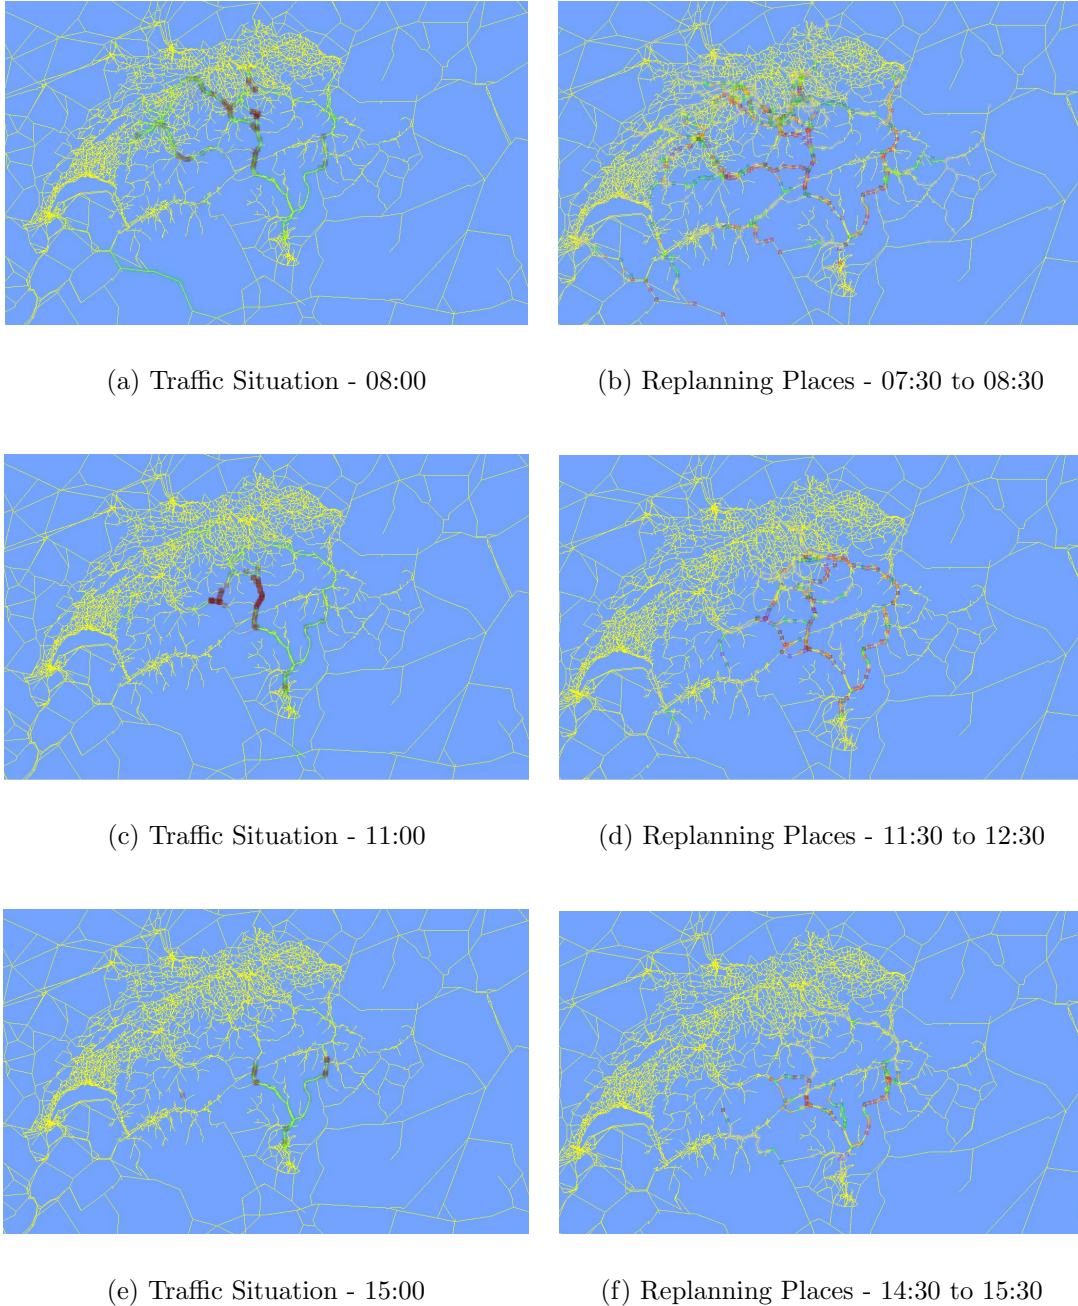 (a) Traffic Situation - 08:00
(b) Replanning Places - 07:30 to 08:30
(c) Traffic Situation - 11:00
(d) Replanning Places - 11:30 to 12:30
(e) Traffic Situation - 15:00
(f) Replanning Places - 14:30 to 15:30